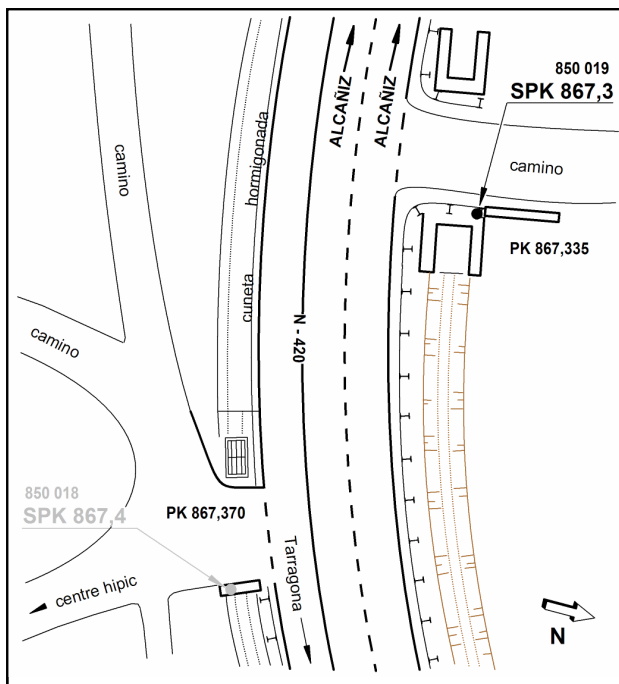 850 019
SPK 867,3
ALCAÑIZ
ALCAÑIZ
camino
hormigonada
camino
PK 867,335
cuneta
N - 420
camino
850 018
SPK 867,4
PK 867,370
Tarragona
centre hipic
N